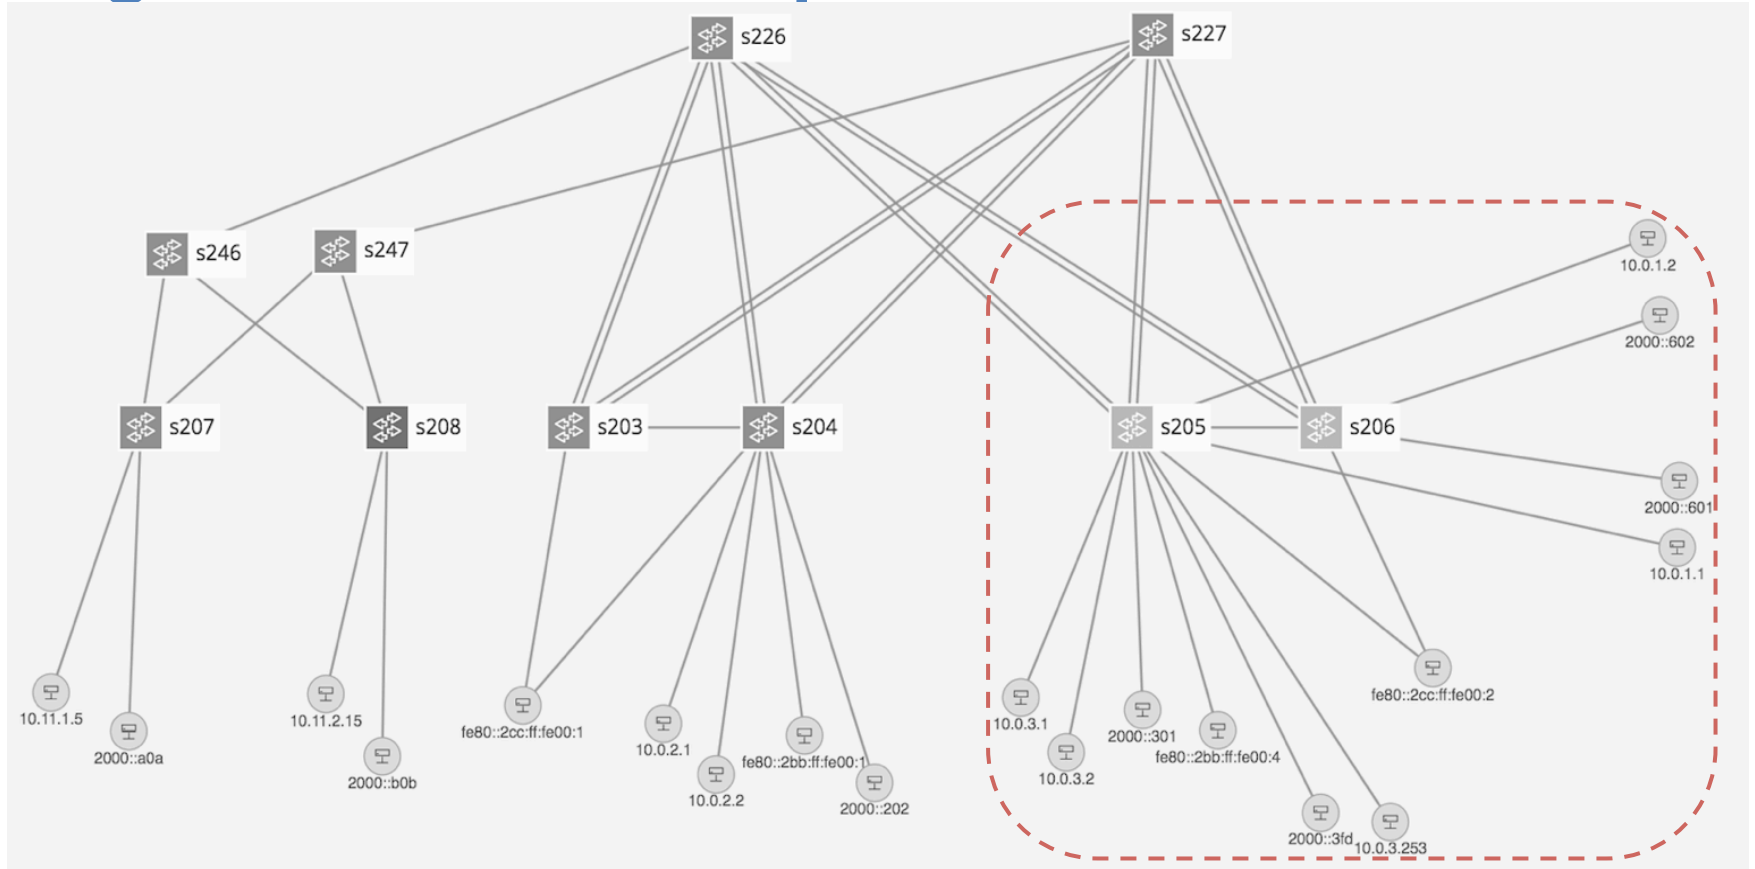 s226
s227
s246
s247
10.0.1.2
2000::602
s207
s208
s203
s204
s205
s206
2000::601
10.0.1.1
fe80::2cc:ff:fe00:2
10.11.1.5
10.11.2.15
fe80::2cc:ff:fe00:1
10.0.3.1
2000::301
2000::a0a
10.0.2.1
fe80::2bb:ff:fe00:1
fe80::2bb:ff:fe00:4
2000::b0b
10.0.3.2
10.0.2.2
2000::202
2000::3fd
10.0.3.253